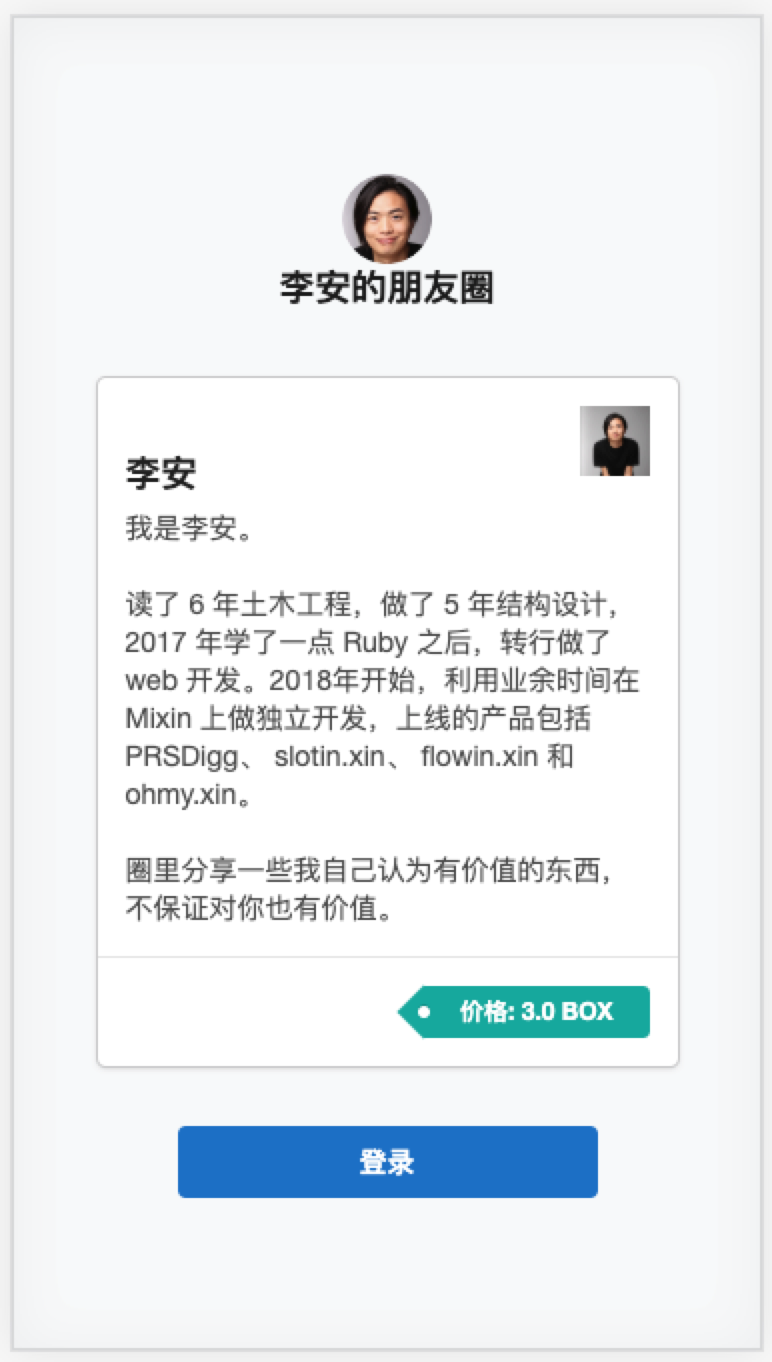 李安的朋友圈
李安
我是李安。
读了 6 年土木工程，做了 5 年结构设计，
2017 年学了一点 Ruby 之后，转行做了
web 开发。2018年开始，利用业余时间在
Mixin 上做独立开发，上线的产品包括
PRSDigg、 slotin.xin、 flowin.xin 和
ohmy.xin。
圈里分享一些我自己认为有价值的东西，
不保证对你也有价值。
价格: 3.0 BOX
登录